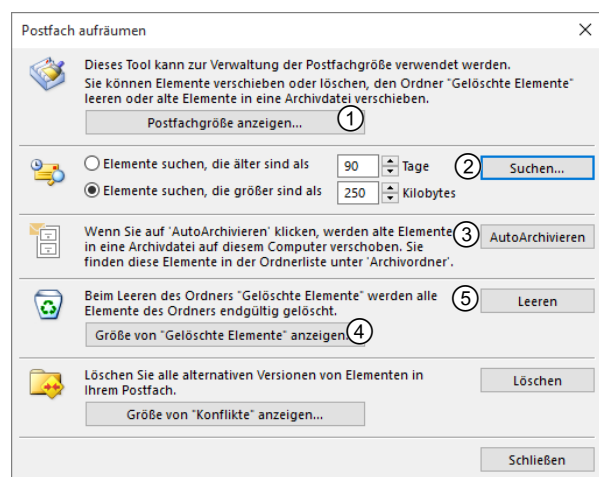 Postfach aufräumen
Dieses Tool kann zur Verwaltung der Postfachgröße verwendet werden.
Sie können Elemente verschieben oder löschen, den Ordner "Gelöschte Elemente"
leeren oder alte Elemente in eine Archivdatei verschieben.
Postfachgröße anzeigen... 1
Elemente suchen, die älter sind als 90 Tage 2 Suchen...
Elemente suchen, die größer sind als 250 Kilobytes
Wenn Sie auf 'AutoArchivieren' klicken, werden alte Elemente 3 AutoArchivieren
in eine Archivdatei auf diesem Computer verschoben. Sie
finden diese Elemente in der Ordnerliste unter 'Archivordner'.
Beim Leeren des Ordners "Gelöschte Elemente" werden alle 5 Leeren
Elemente des Ordners endgültig gelöscht.
Größe von "Gelöschte Elemente" anzeigen... 4
Löschen Sie alle alternativen Versionen von Elementen in Löschen
Ihrem Postfach.
Größe von "Konflikte" anzeigen...
Schließen